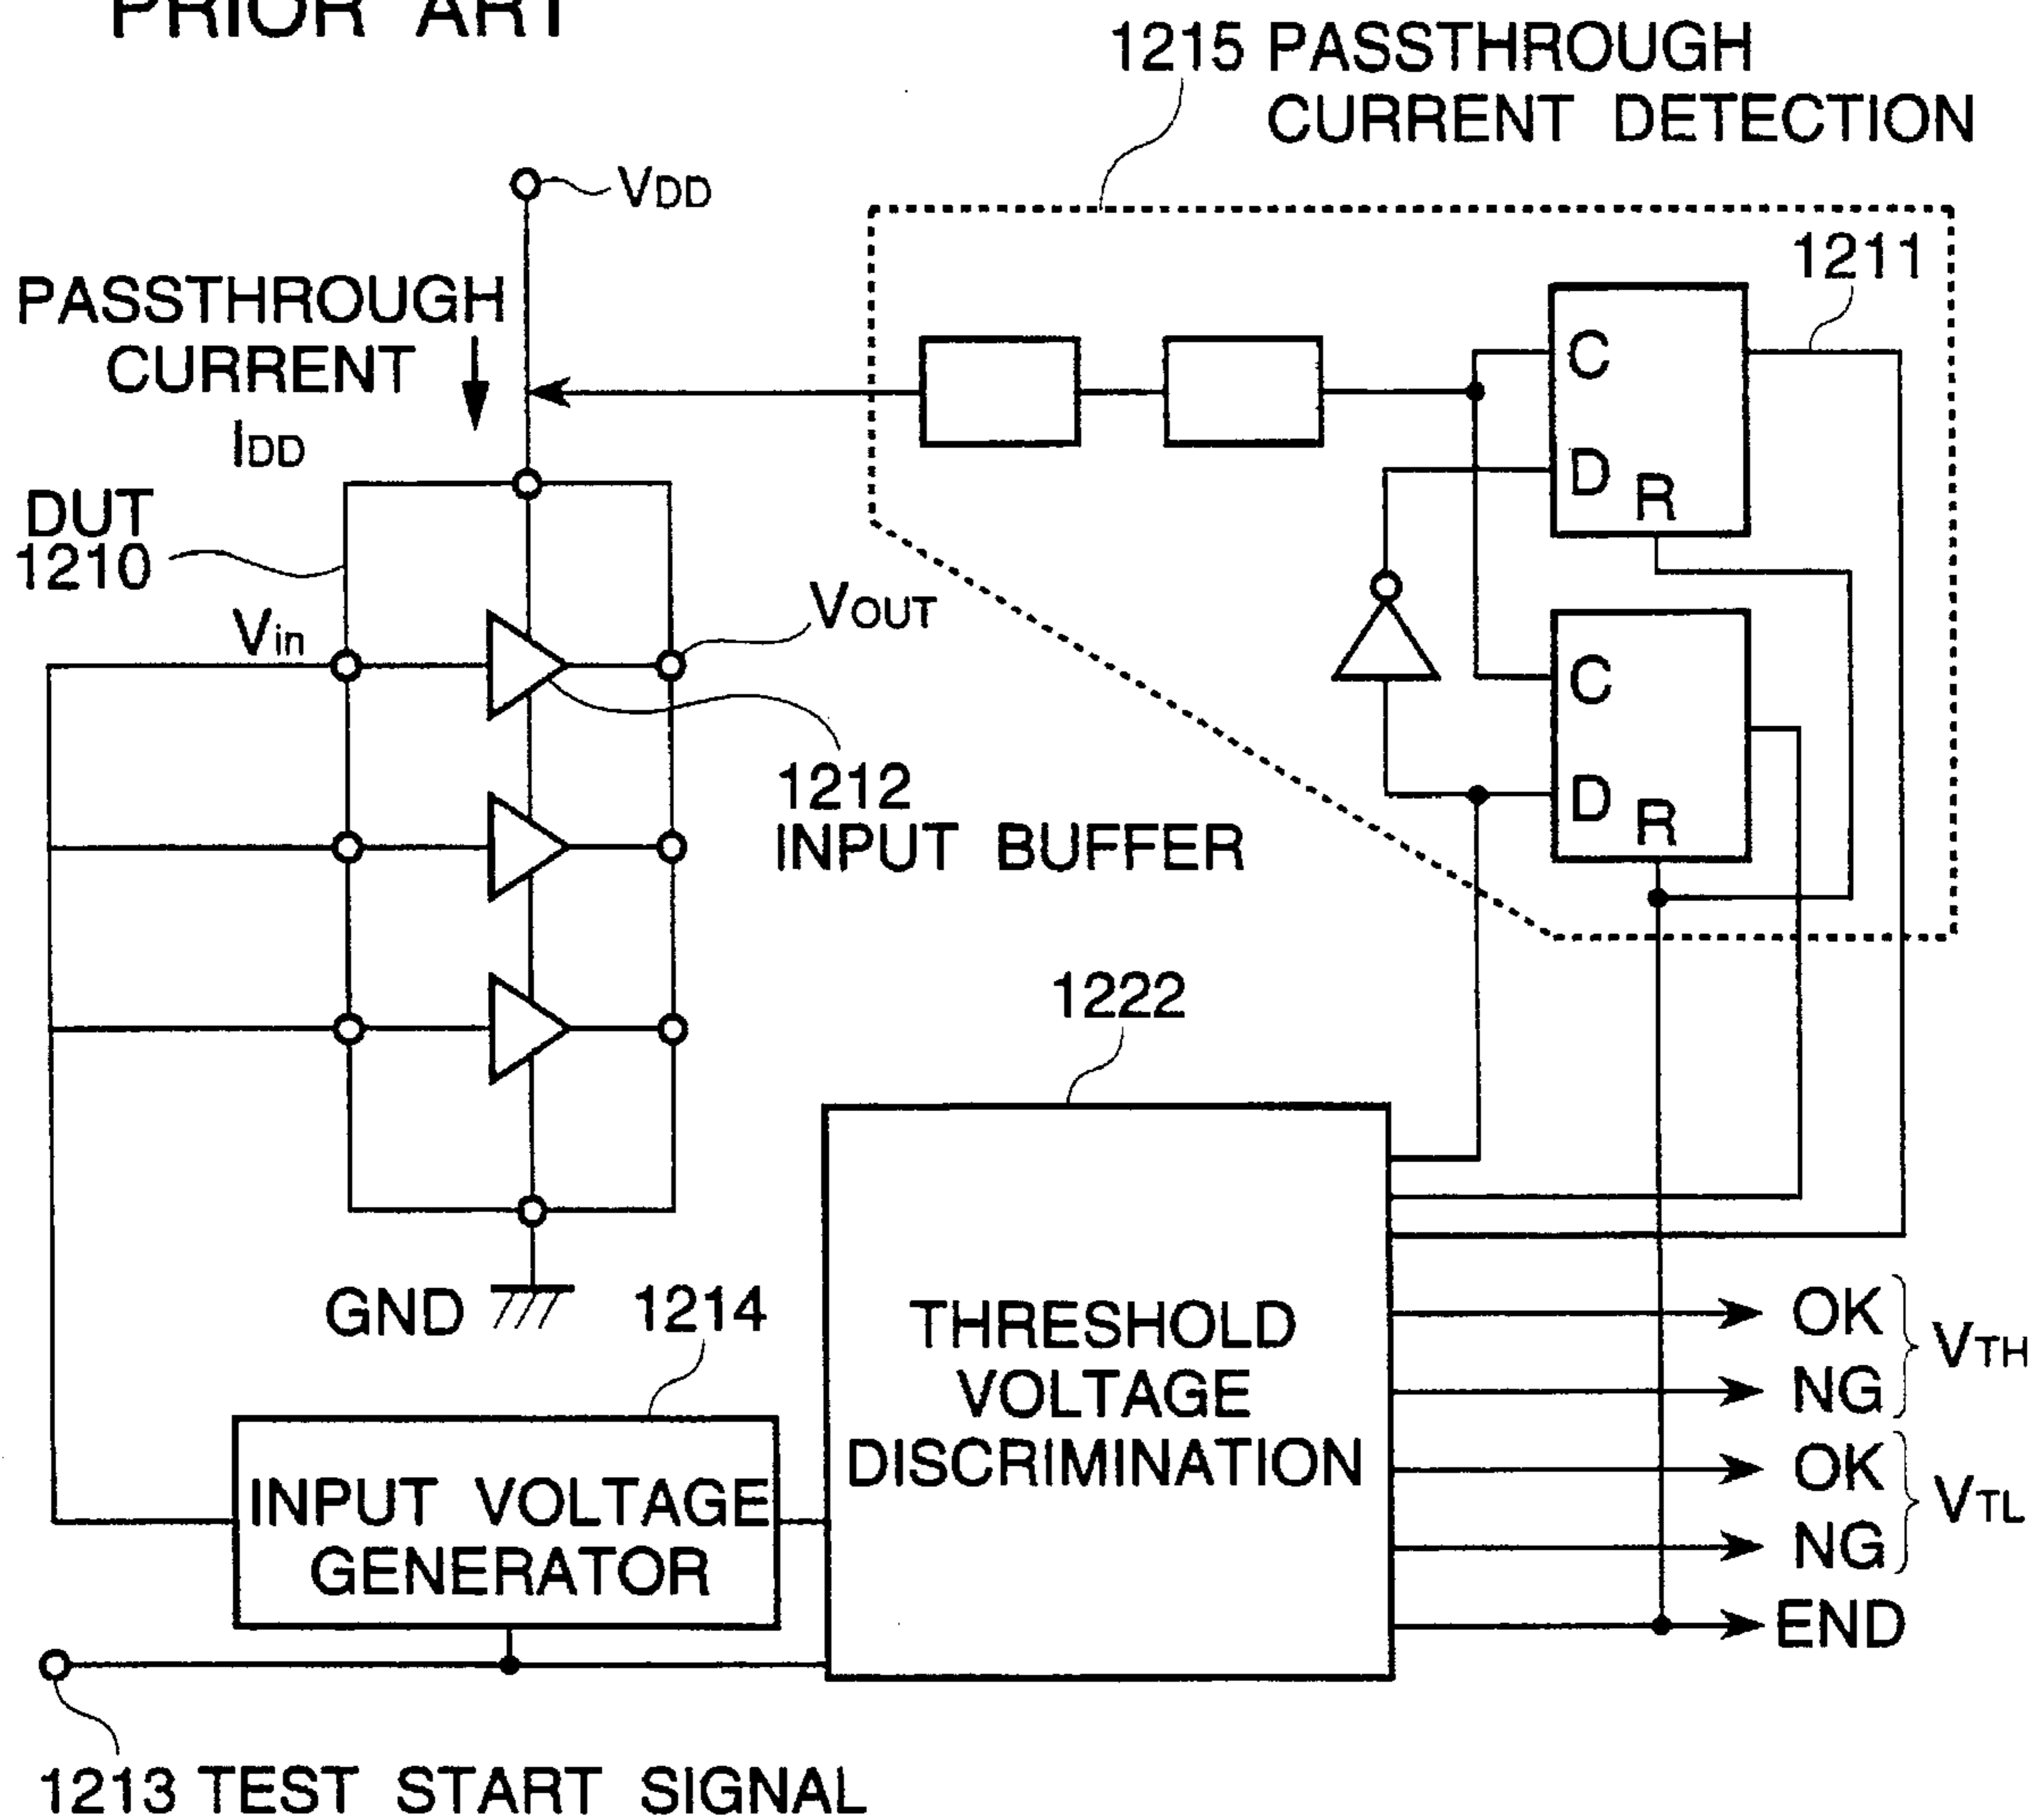 PRIOR ART
1215 PASSTHROUGH
CURRENT DETECTION
VDD
1211
PASSTHROUGH
CURRENT
IDD
C
D
R
DUT
1210
Vin
VOUT
C
D
R
1212
INPUT BUFFER
1222
GND
1214
THRESHOLD
VOLTAGE
DISCRIMINATION
OK
NG
VTH
OK
NG
VTL
END
INPUT VOLTAGE
GENERATOR
1213 TEST START SIGNAL